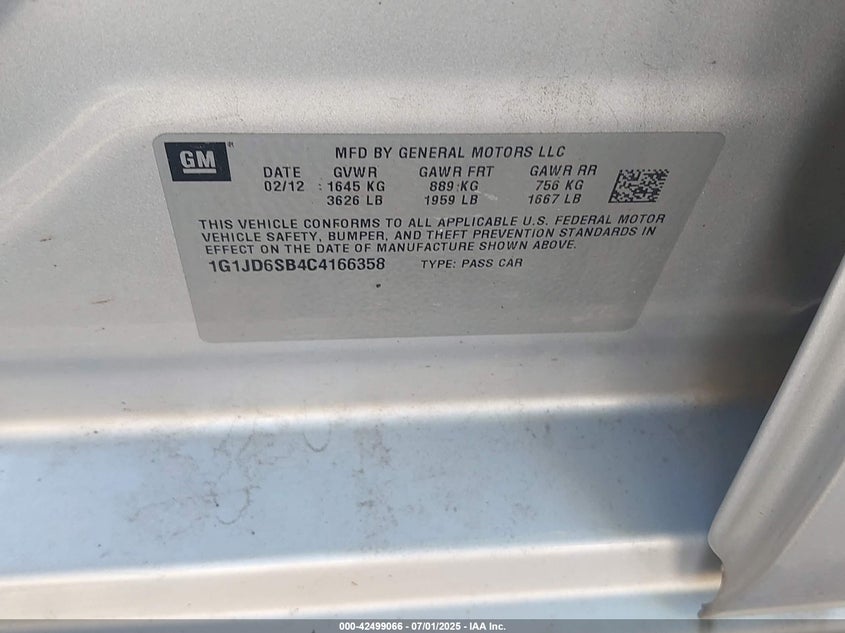 GM
MFD BY GENERAL MOTORS LLC
DATE GVWR GAWR FRT GAWR RR
02/12 1645 KG 889 KG 756 KG
3626 LB 1959 LB 1667 LB
THIS VEHICLE CONFORMS TO ALL APPLICABLE U.S. FEDERAL MOTOR
VEHICLE SAFETY, BUMPER, AND THEFT PREVENTION STANDARDS IN
EFFECT ON THE DATE OF MANUFACTURE SHOWN ABOVE.
1G1JD6SB4C4166358 TYPE: PASS CAR
000-42499066 - 07/01/2025 - IAA Inc.